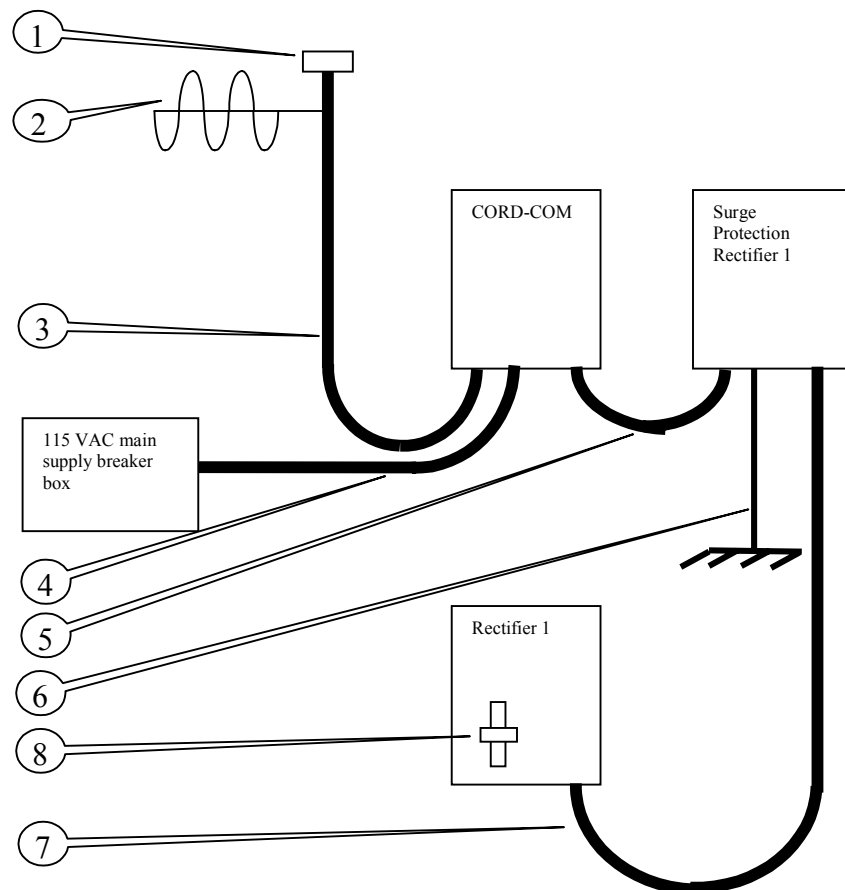 1
2
CORD-COM
Surge
Protection
Rectifier 1
3
115 VAC main
supply breaker
box
4
5
Rectifier 1
6
8
7